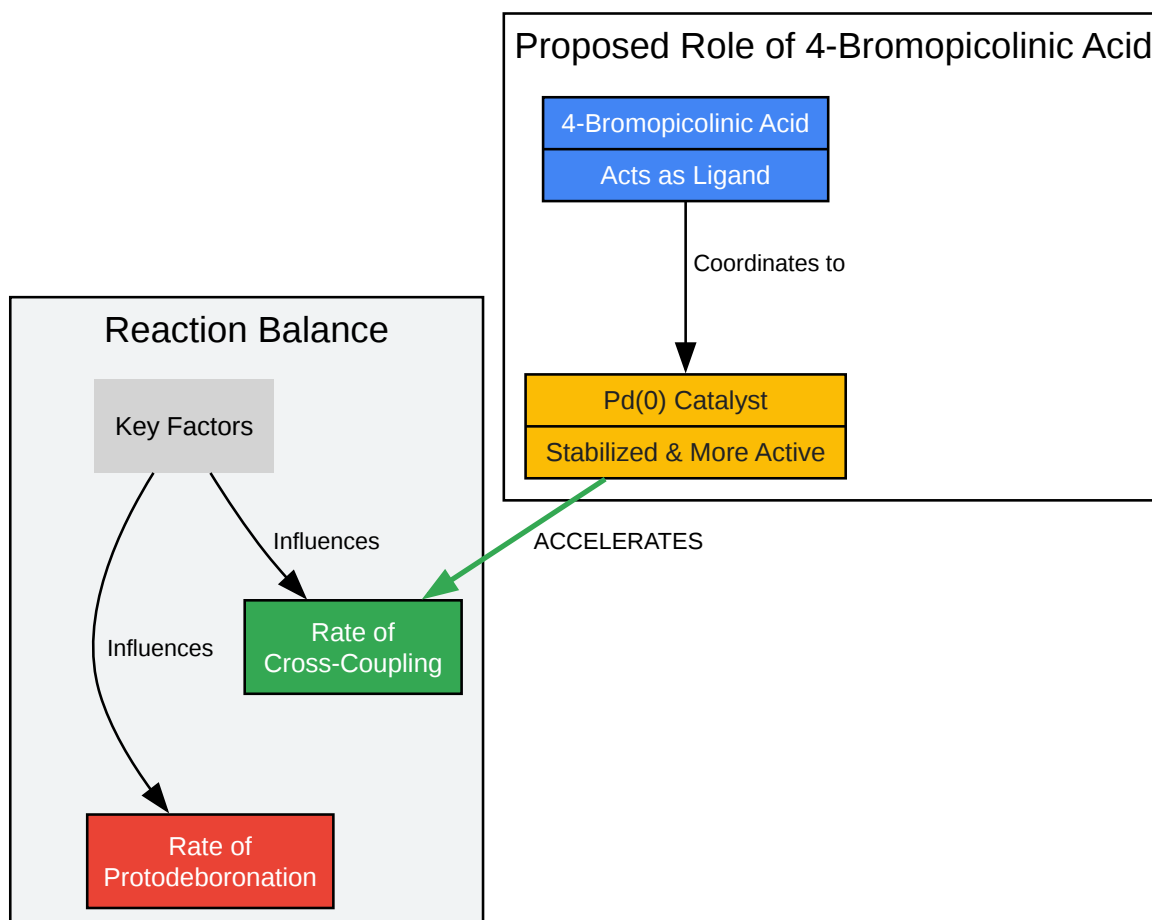 Proposed Role of 4-Bromopicolinic Acid
4-Bromopicolinic Acid
Acts as Ligand
Coordinates to
Pd(0) Catalyst
Stabilized & More Active
ACCELERATES
Reaction Balance
Key Factors
Influences
Influences
Rate of
Cross-Coupling
Rate of
Protodeboronation